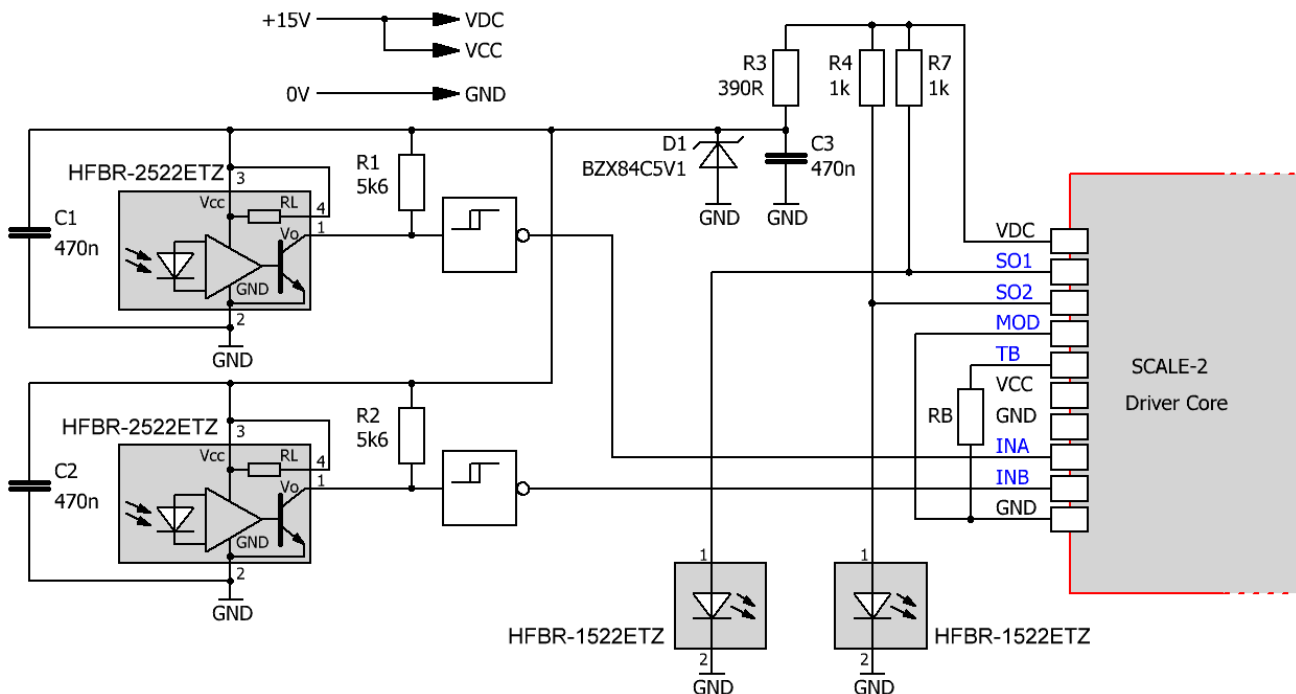 +15V
VDC
VCC
0V
GND
R3
390R
R4
1k
R7
1k
D1
BZX84C5V1
C3
470n
GND
GND
HFBR-2522ETZ
3
Vcc
RL
4
R1
5k6
C1
470n
Vo
1
GND
2
GND
VDC
SO1
SO2
MOD
TB
VCC
GND
INA
INB
GND
RB
SCALE-2
Driver Core
HFBR-2522ETZ
3
Vcc
RL
4
R2
5k6
C2
470n
Vo
1
GND
2
GND
1
HFBR-1522ETZ
2
GND
1
HFBR-1522ETZ
2
GND